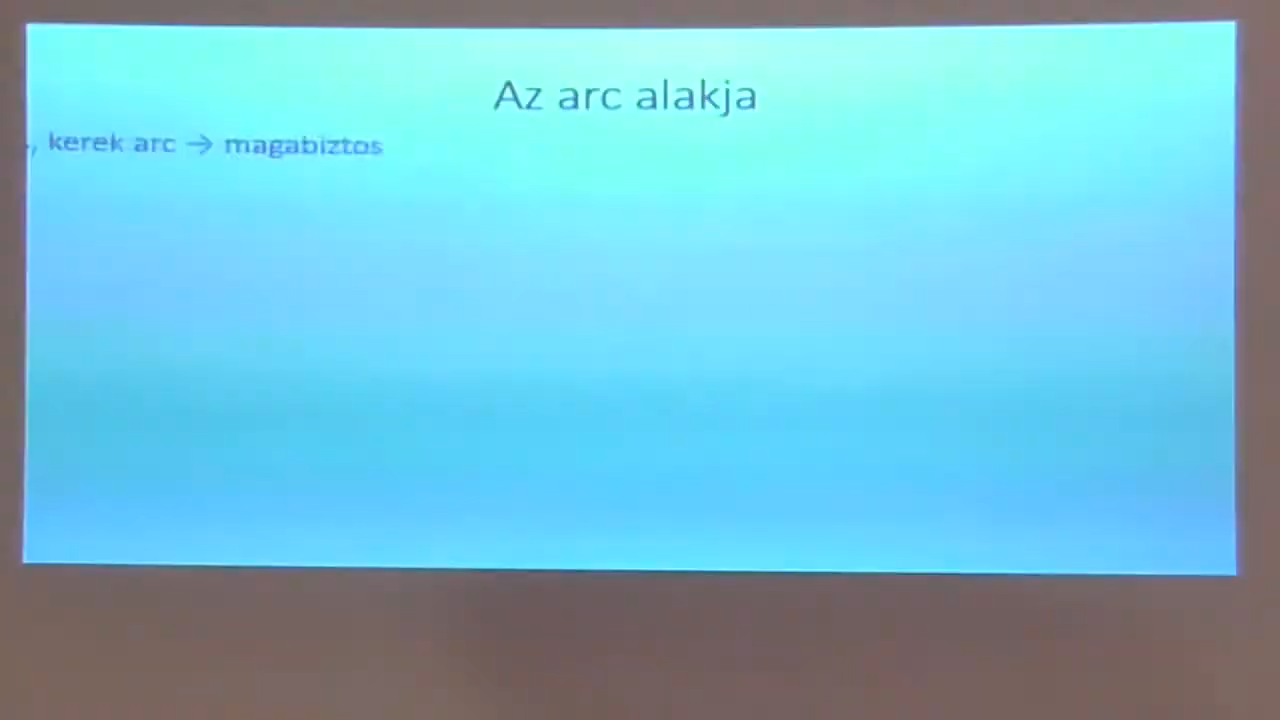 Az arc alakja
, kerek arc → magabiztos